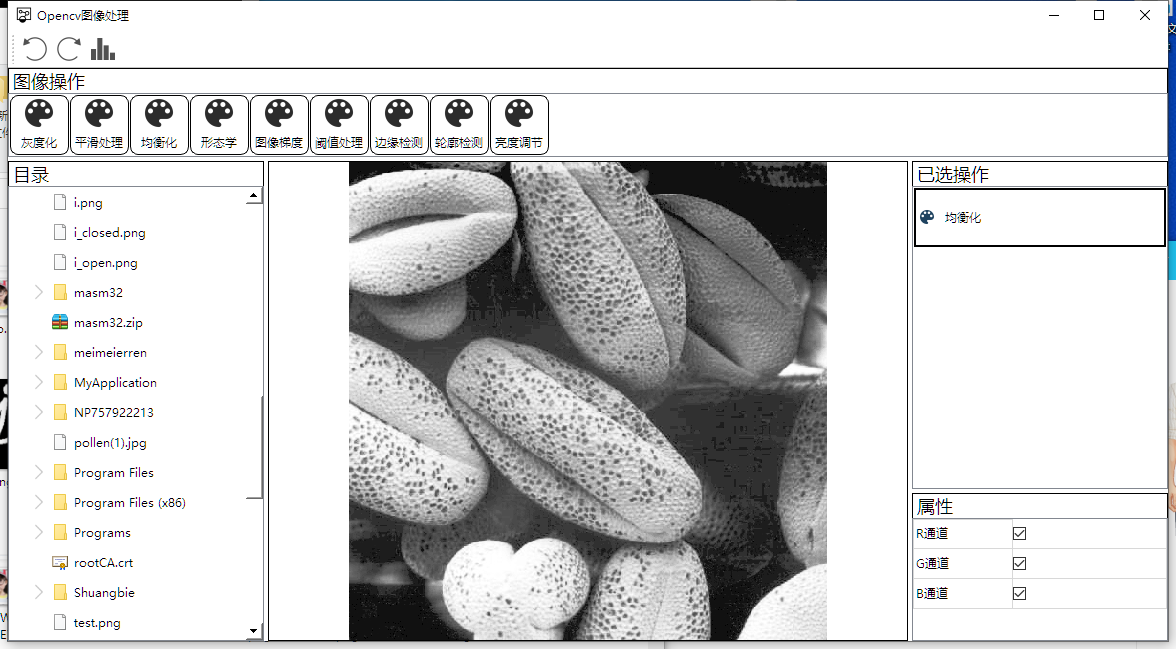 Opencv图像处理
图像操作
灰度化 平滑处理 均衡化 形态学 图像梯度 阈值处理 边缘检测 轮廓检测 亮度调节
目录
i.png
i_closed.png
i_open.png
masm32
masm32.zip
meimeierren
MyApplication
NP757922213
pollen(1).jpg
Program Files
Program Files (x86)
Programs
rootCA.crt
Shuangbie
test.png
已选操作
均衡化
属性
R通道
G通道
B通道